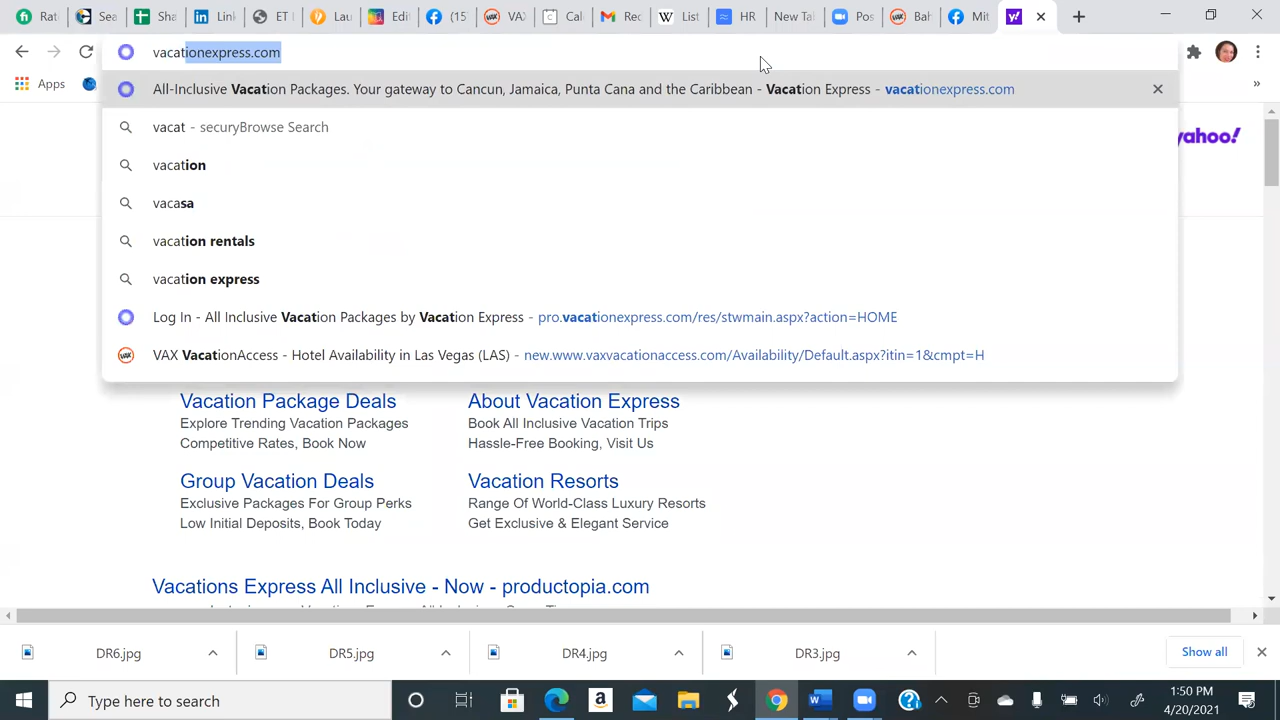 Rat
Sea
Sha
Link
ET I
Lau
Edi
(15
VA
Cal
Rec
List
HR
New Tab
Pos
Bah
Mit
vacationexpress.com
Apps
»
All-Inclusive Vacation Packages. Your gateway to Cancun, Jamaica, Punta Cana and the Caribbean - Vacation Express - vacationexpress.com
vacat - securyBrowse Search
yahoo!
vacation
vacasa
vacation rentals
vacation express
Log In - All Inclusive Vacation Packages by Vacation Express - pro.vacationexpress.com/res/stwmain.aspx?action=HOME
VAX VacationAccess - Hotel Availability in Las Vegas (LAS) - new.www.vaxvacationaccess.com/Availability/Default.aspx?itin=1&cmpt=H
Vacation Package Deals
Explore Trending Vacation Packages
Competitive Rates, Book Now
About Vacation Express
Book All Inclusive Vacation Trips
Hassle-Free Booking, Visit Us
Group Vacation Deals
Exclusive Packages For Group Perks
Low Initial Deposits, Book Today
Vacation Resorts
Range Of World-Class Luxury Resorts
Get Exclusive & Elegant Service
Vacations Express All Inclusive - Now - productopia.com
DR6.jpg
DR5.jpg
DR4.jpg
DR3.jpg
Show all
Type here to search
1:50 PM
4/20/2021